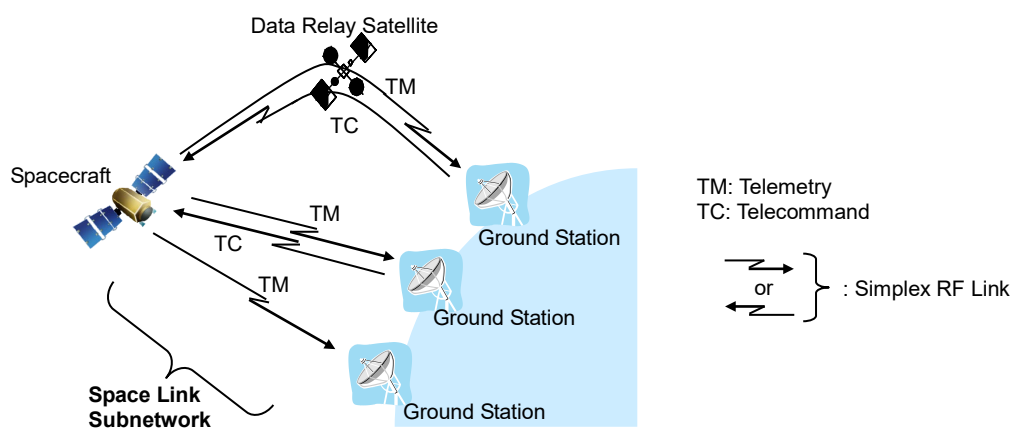 Data Relay Satellite
TM
TC
Spacecraft
TM
TC
Ground Station
TM
Ground Station
Ground Station
Space Link
Subnetwork
TM: Telemetry
TC: Telecommand
or
: Simplex RF Link